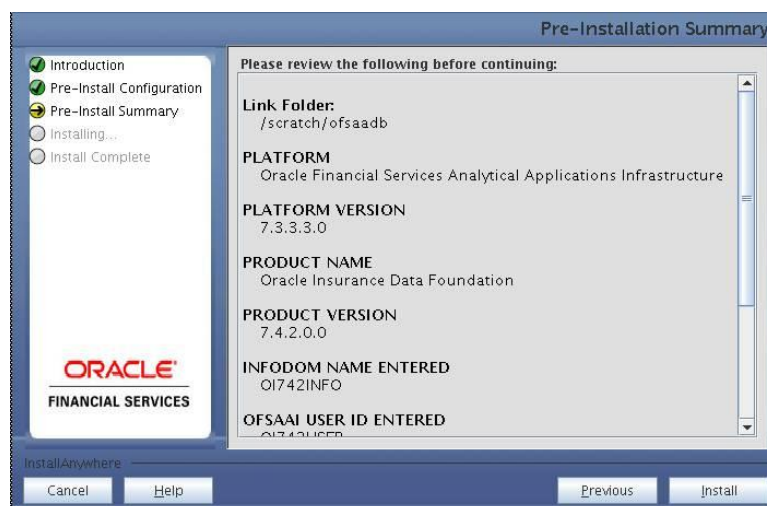 Pre-Installation Summary
Introduction
Pre-Install Configuration
Pre-Install Summary
Installing...
Install Complete
ORACLE
FINANCIAL SERVICES
Please review the following before continuing:
Link Folder:
/scratch/ofsaadb
PLATFORM
Oracle Financial Services Analytical Applications Infrastructure
PLATFORM VERSION
7.3.3.3.0
PRODUCT NAME
Oracle Insurance Data Foundation
PRODUCT VERSION
7.4.2.0.0
INFODOM NAME ENTERED
OI742INFO
OFSAAI USER ID ENTERED
OI742USER
InstallAnywhere
Cancel
Help
Previous
Install